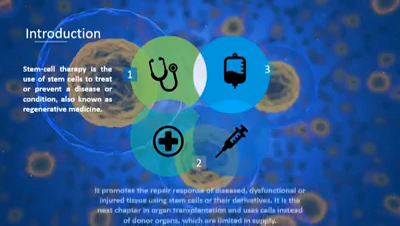 Introduction
Stem-cell therapy is the
use of stem cells to treat
or prevent a disease or
condition, also known as
regenerative medicine.
1
3
2
It promotes the repair response of diseased, dysfunctional or
injured tissue using stem cells or their derivatives. It is the
next chapter in organ transplantation and uses cells instead
of donor organs, which are limited in supply.